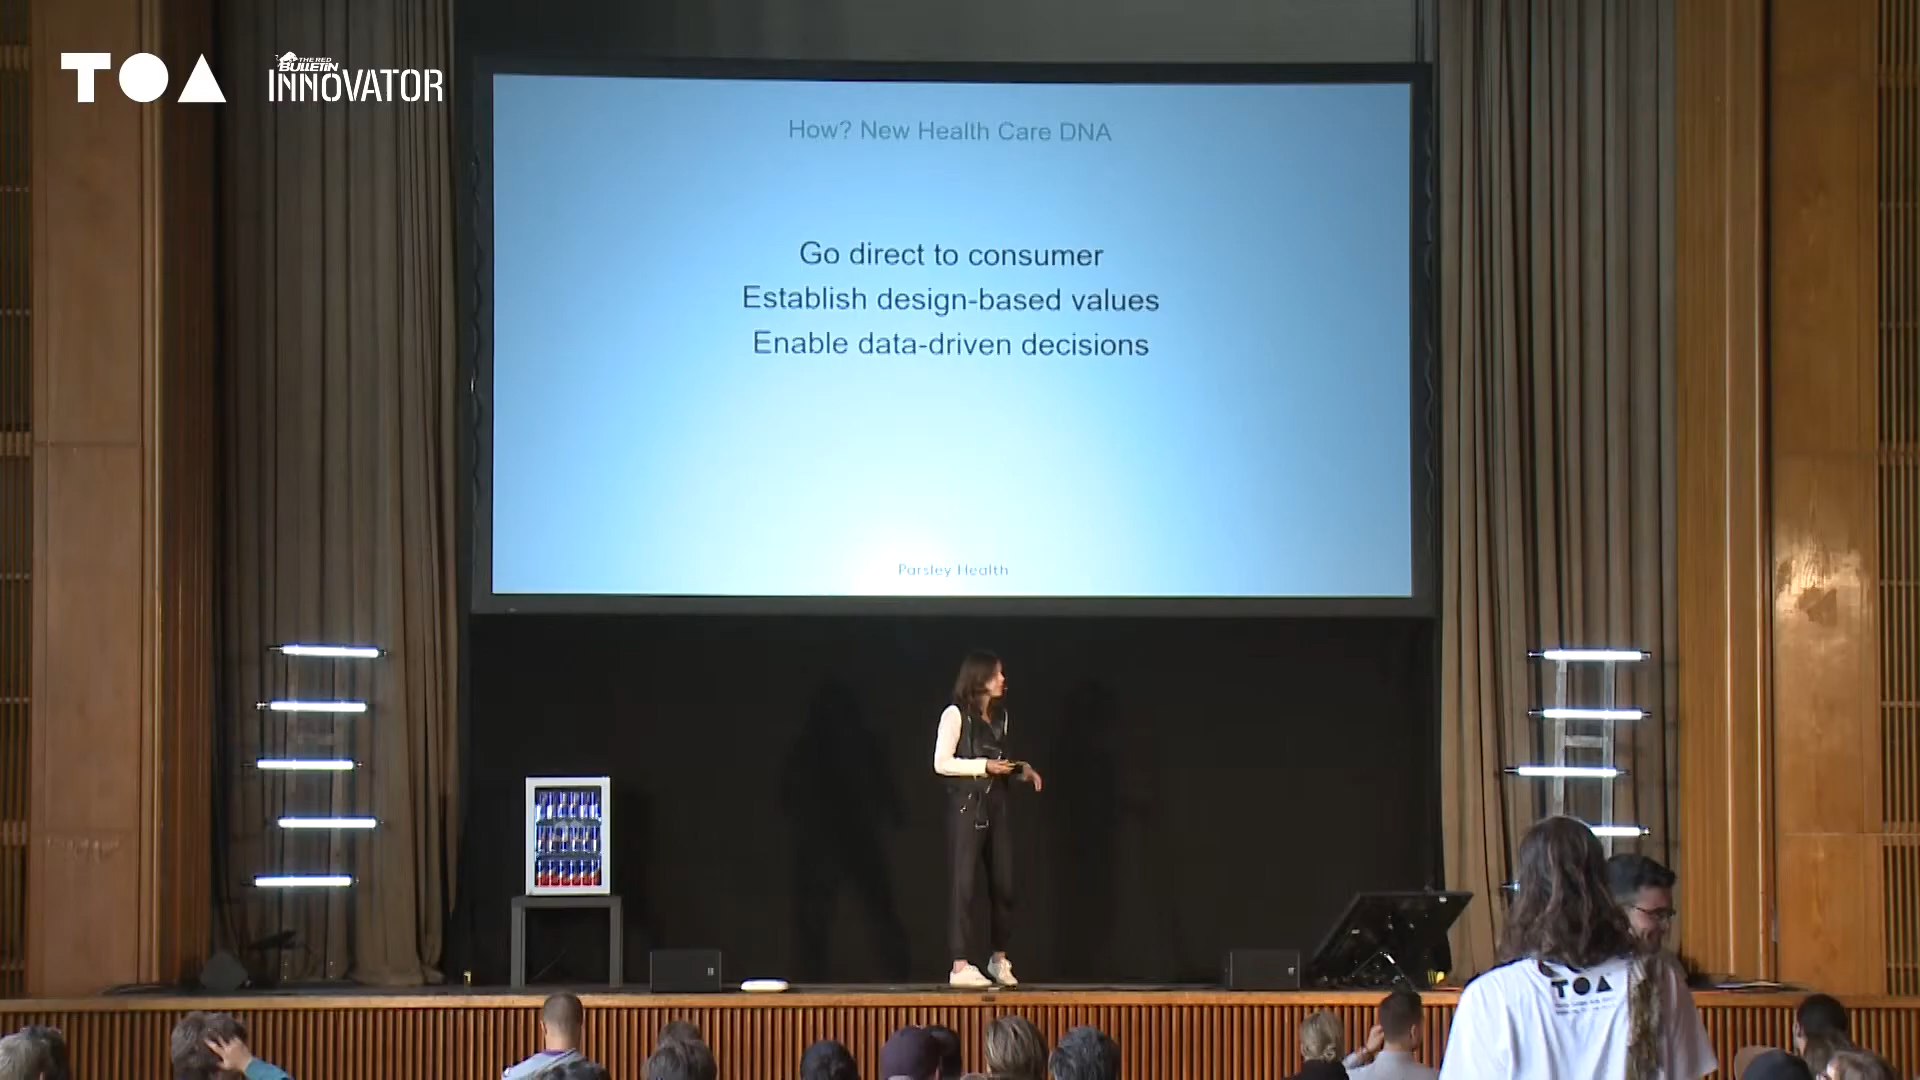 TOA
THE RED
BULLETIN
INNOVATOR
How? New Health Care DNA
Go direct to consumer
Establish design-based values
Enable data-driven decisions
Parsley Health
TOA